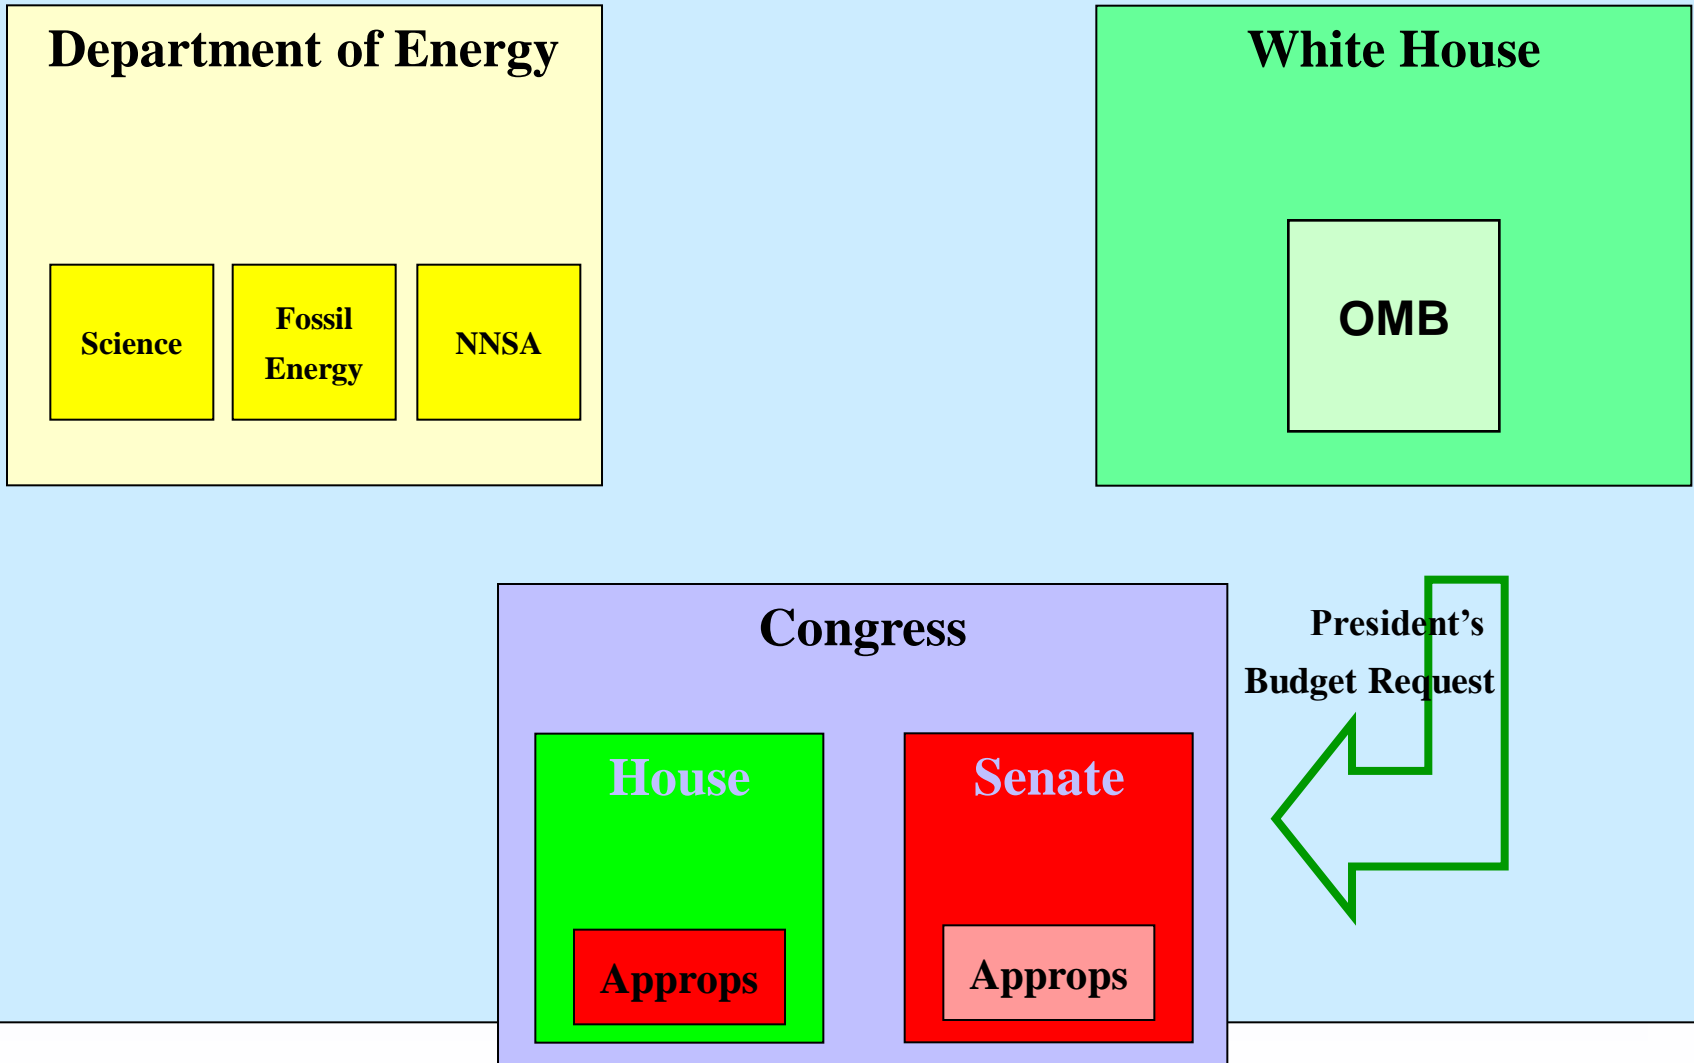 Department of Energy
White House
Science
Fossil
Energy
NNSA
OMB
Congress
President’s
Budget Request
House
Senate
Approps
Approps